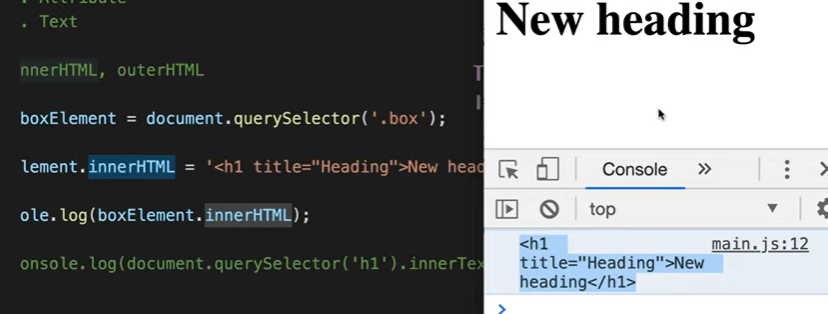 . Attribute
. Text
nnerHTML, outerHTML
boxElement = document.querySelector('.box');
lement.innerHTML = '<h1 title="Heading">New head
ole.log(boxElement.innerHTML);
onsole.log(document.querySelector('h1').innerTex
New heading
Console
top
<h1 main.js:12
title="Heading">New
heading</h1>